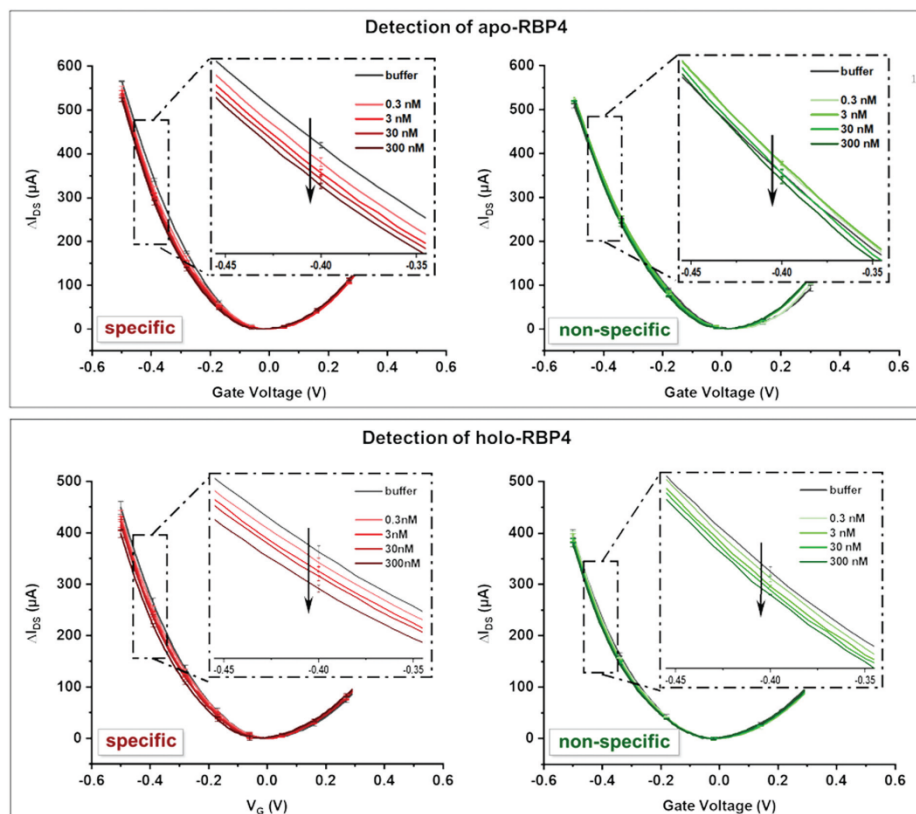 Detection of apo-RBP4
1
600
500
400
300
200
100
0
ΔI_DS (µA)
buffer
0.3 nM
3 nM
30 nM
300 nM
-0.45
-0.40
-0.35
specific
-0.6
-0.4
-0.2
0.0
0.2
0.4
0.6
Gate Voltage (V)
600
500
400
300
200
100
0
ΔI_DS (µA)
buffer
0.3 nM
3 nM
30 nM
300 nM
-0.45
-0.40
-0.35
non-specific
-0.6
-0.4
-0.2
0.0
0.2
0.4
0.6
Gate Voltage (V)
Detection of holo-RBP4
500
400
300
200
100
0
ΔI_DS (µA)
buffer
0.3nM
3nM
30nM
300nM
-0.45
-0.40
-0.35
specific
-0.6
-0.4
-0.2
0.0
0.2
0.4
0.6
V_G (V)
500
400
300
200
100
0
ΔI_DS (µA)
buffer
0.3 nM
3 nM
30 nM
300 nM
-0.45
-0.40
-0.35
non-specific
-0.6
-0.4
-0.2
0.0
0.2
0.4
0.6
Gate Voltage (V)